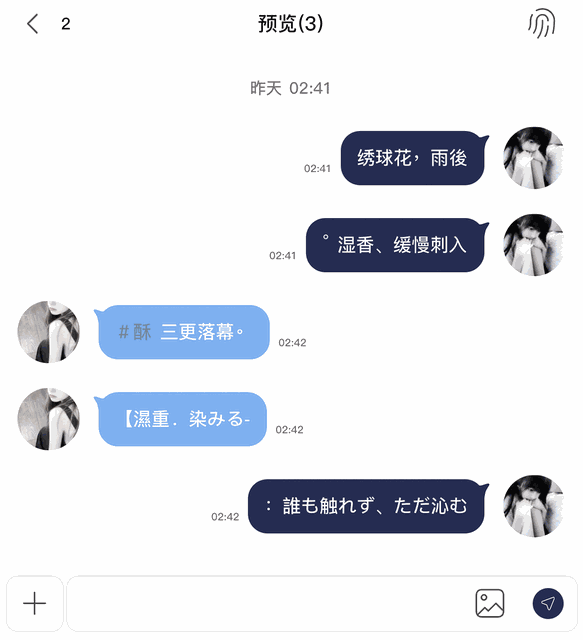 2
预览(3)
昨天 02:41
绣球花，雨後
02:41
°湿香、缓慢刺入
02:41
#酥 三更落幕。
02:42
【濕重．染みる-
02:42
：誰も触れず、ただ沁む
02:42